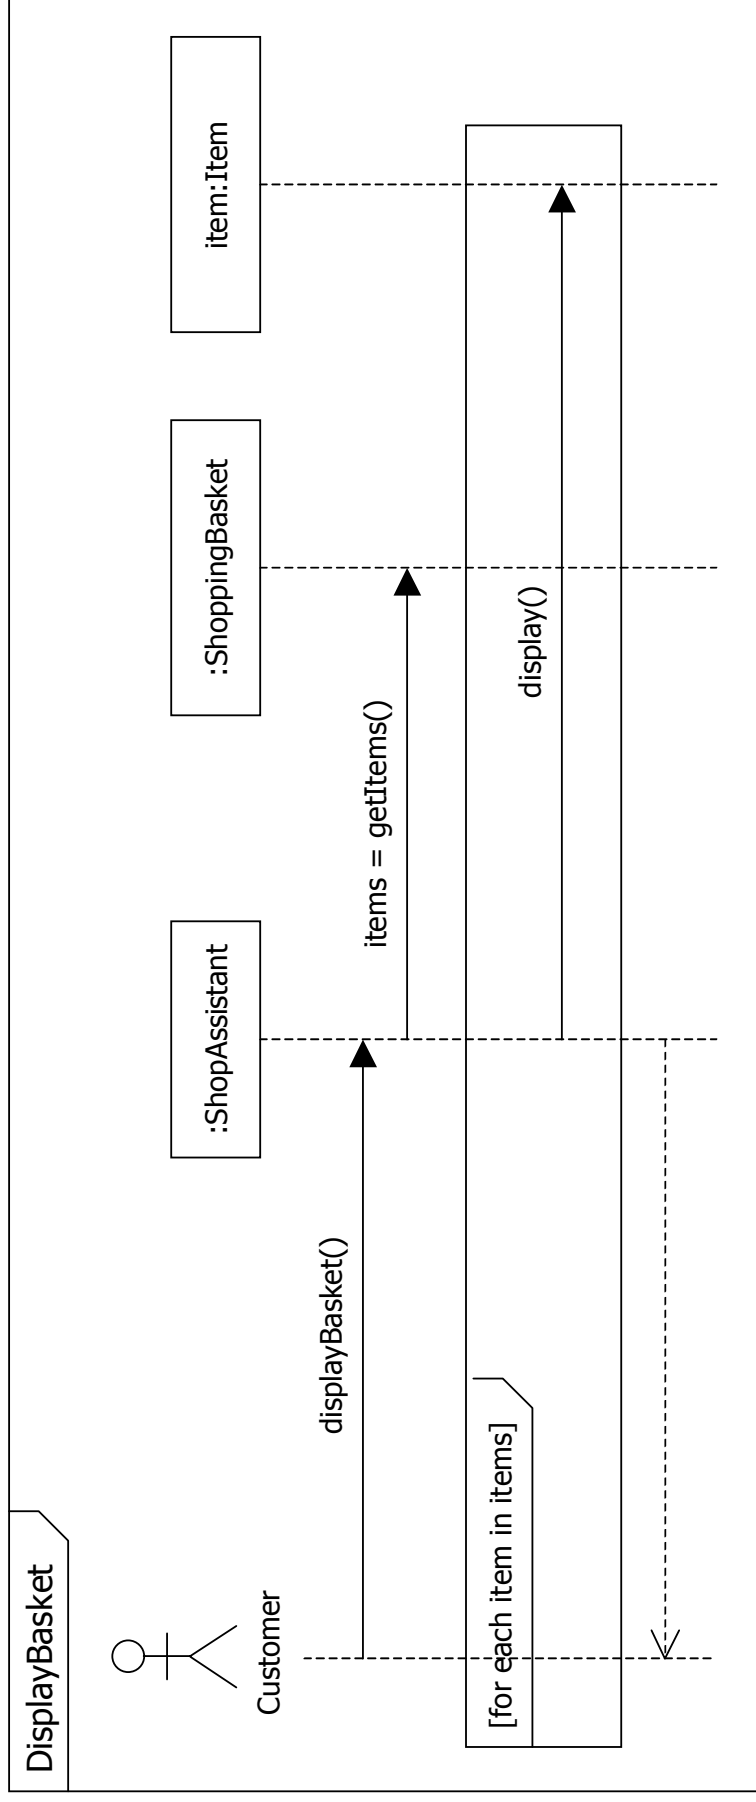 DisplayBasket
Customer
:ShopAssistant
:ShoppingBasket
item:Item
displayBasket()
items = getItems()
[for each item in items]
display()